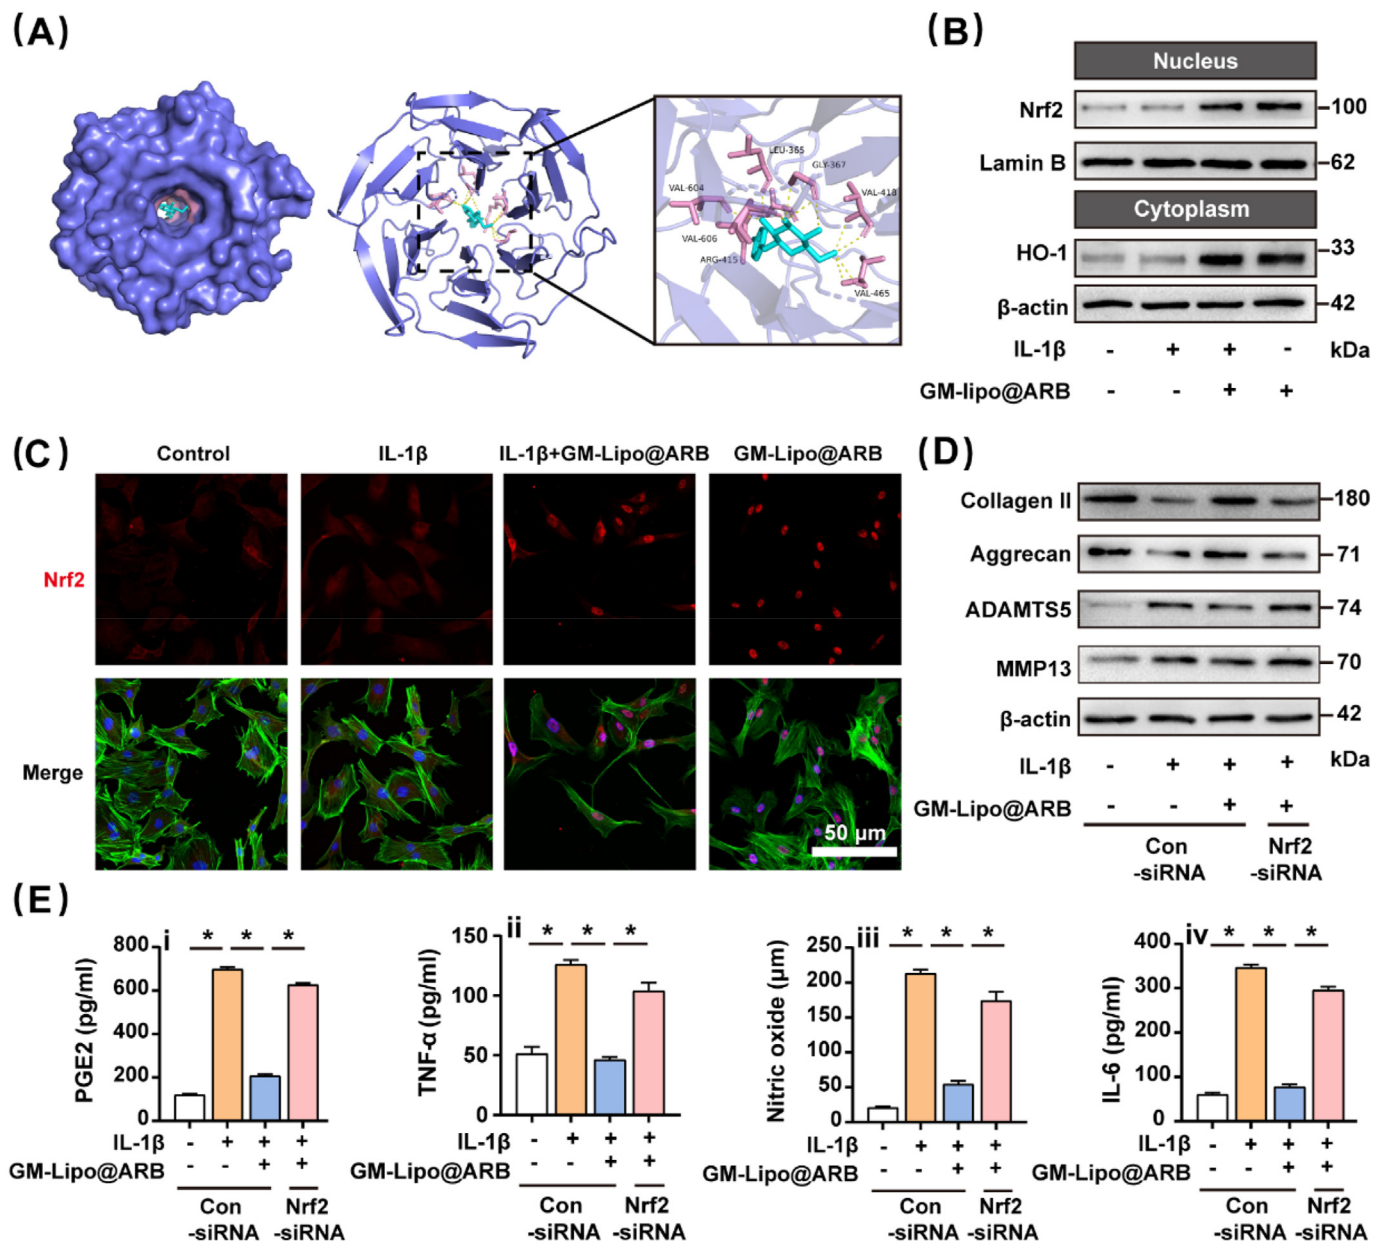 (A)
LEU-365
GLY-367
VAL-604
VAL-418
VAL-606
ARG-415
VAL-465
(B)
Nucleus
Nrf2
100
Lamin B
62
Cytoplasm
HO-1
33
β-actin
42
IL-1β - + + - kDa
GM-lipo@ARB - - + +
(C)
Control IL-1β IL-1β+GM-Lipo@ARB GM-Lipo@ARB
Nrf2
Merge
50 µm
(D)
Collagen II 180
Aggrecan 71
ADAMTS5 74
MMP13 70
β-actin 42
IL-1β - + + + kDa
GM-Lipo@ARB - - + +
Con Nrf2
-siRNA -siRNA
(E)
i
* * *
PGE2 (pg/ml)
800
600
400
200
0
IL-1β - + + +
GM-Lipo@ARB - - + +
Con Nrf2
-siRNA -siRNA
ii
* * *
TNF-α (pg/ml)
150
100
50
0
IL-1β - + + +
GM-Lipo@ARB - - + +
Con Nrf2
-siRNA -siRNA
iii
* * *
Nitric oxide (µm)
250
200
150
100
50
0
IL-1β - + + +
GM-Lipo@ARB - - + +
Con Nrf2
-siRNA -siRNA
iv
* * *
IL-6 (pg/ml)
400
300
200
100
0
IL-1β - + + +
GM-Lipo@ARB - - + +
Con Nrf2
-siRNA -siRNA